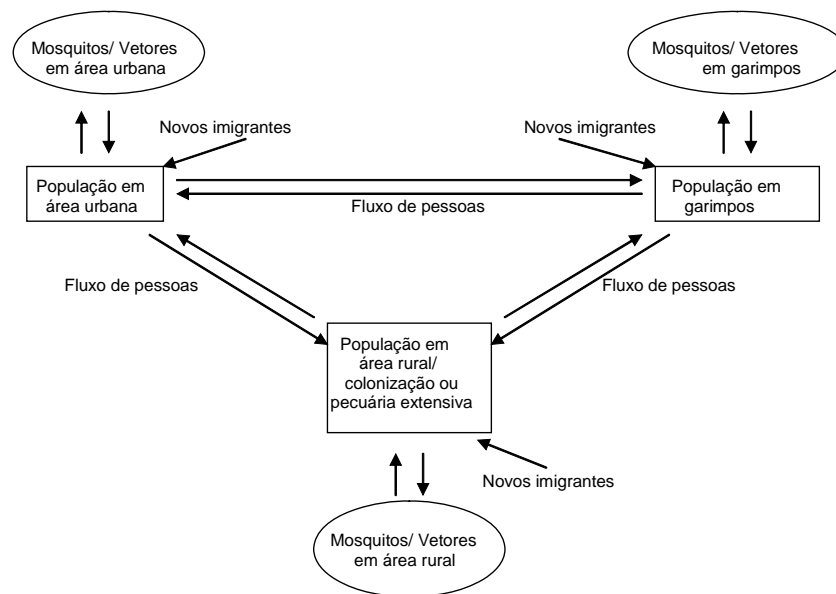 Mosquitos/ Vetores
em área urbana
Mosquitos/ Vetores
em garimpos
Novos imigrantes
Novos imigrantes
População em
área urbana
População em
garimpos
Fluxo de pessoas
Fluxo de pessoas
Fluxo de pessoas
População em
área rural/
colonização ou
pecuária extensiva
Novos imigrantes
Mosquitos/ Vetores
em área rural